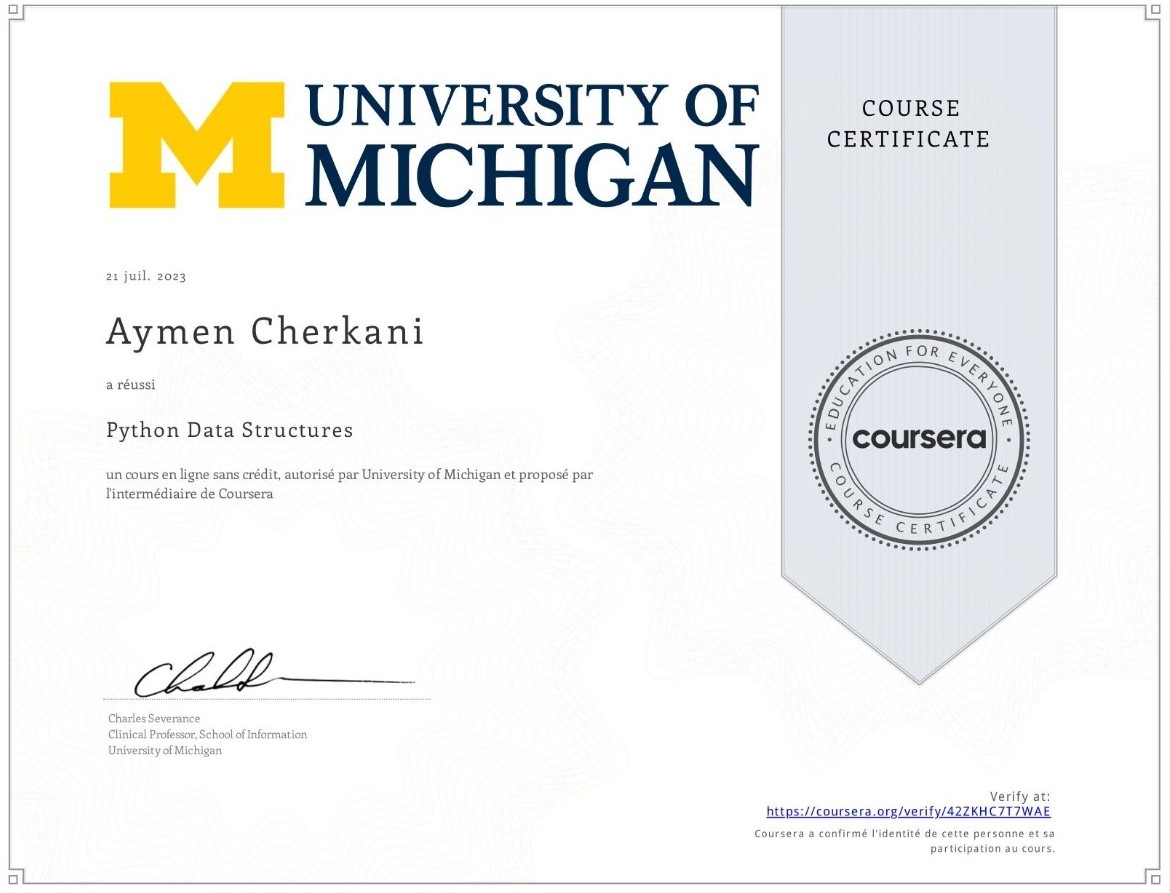 UNIVERSITY OF
MICHIGAN
COURSE
CERTIFICATE
21 juil. 2023
Aymen Cherkani
a réussi
Python Data Structures
un cours en ligne sans crédit, autorisé par University of Michigan et proposé par
l'intermédiaire de Coursera
EDUCATION FOR EVERYONE
coursera
COURSE CERTIFICATE
Charles Severance
Clinical Professor, School of Information
University of Michigan
Verify at:
https://coursera.org/verify/42ZKHC7T7WAE
Coursera a confirmé l'identité de cette personne et sa
participation au cours.